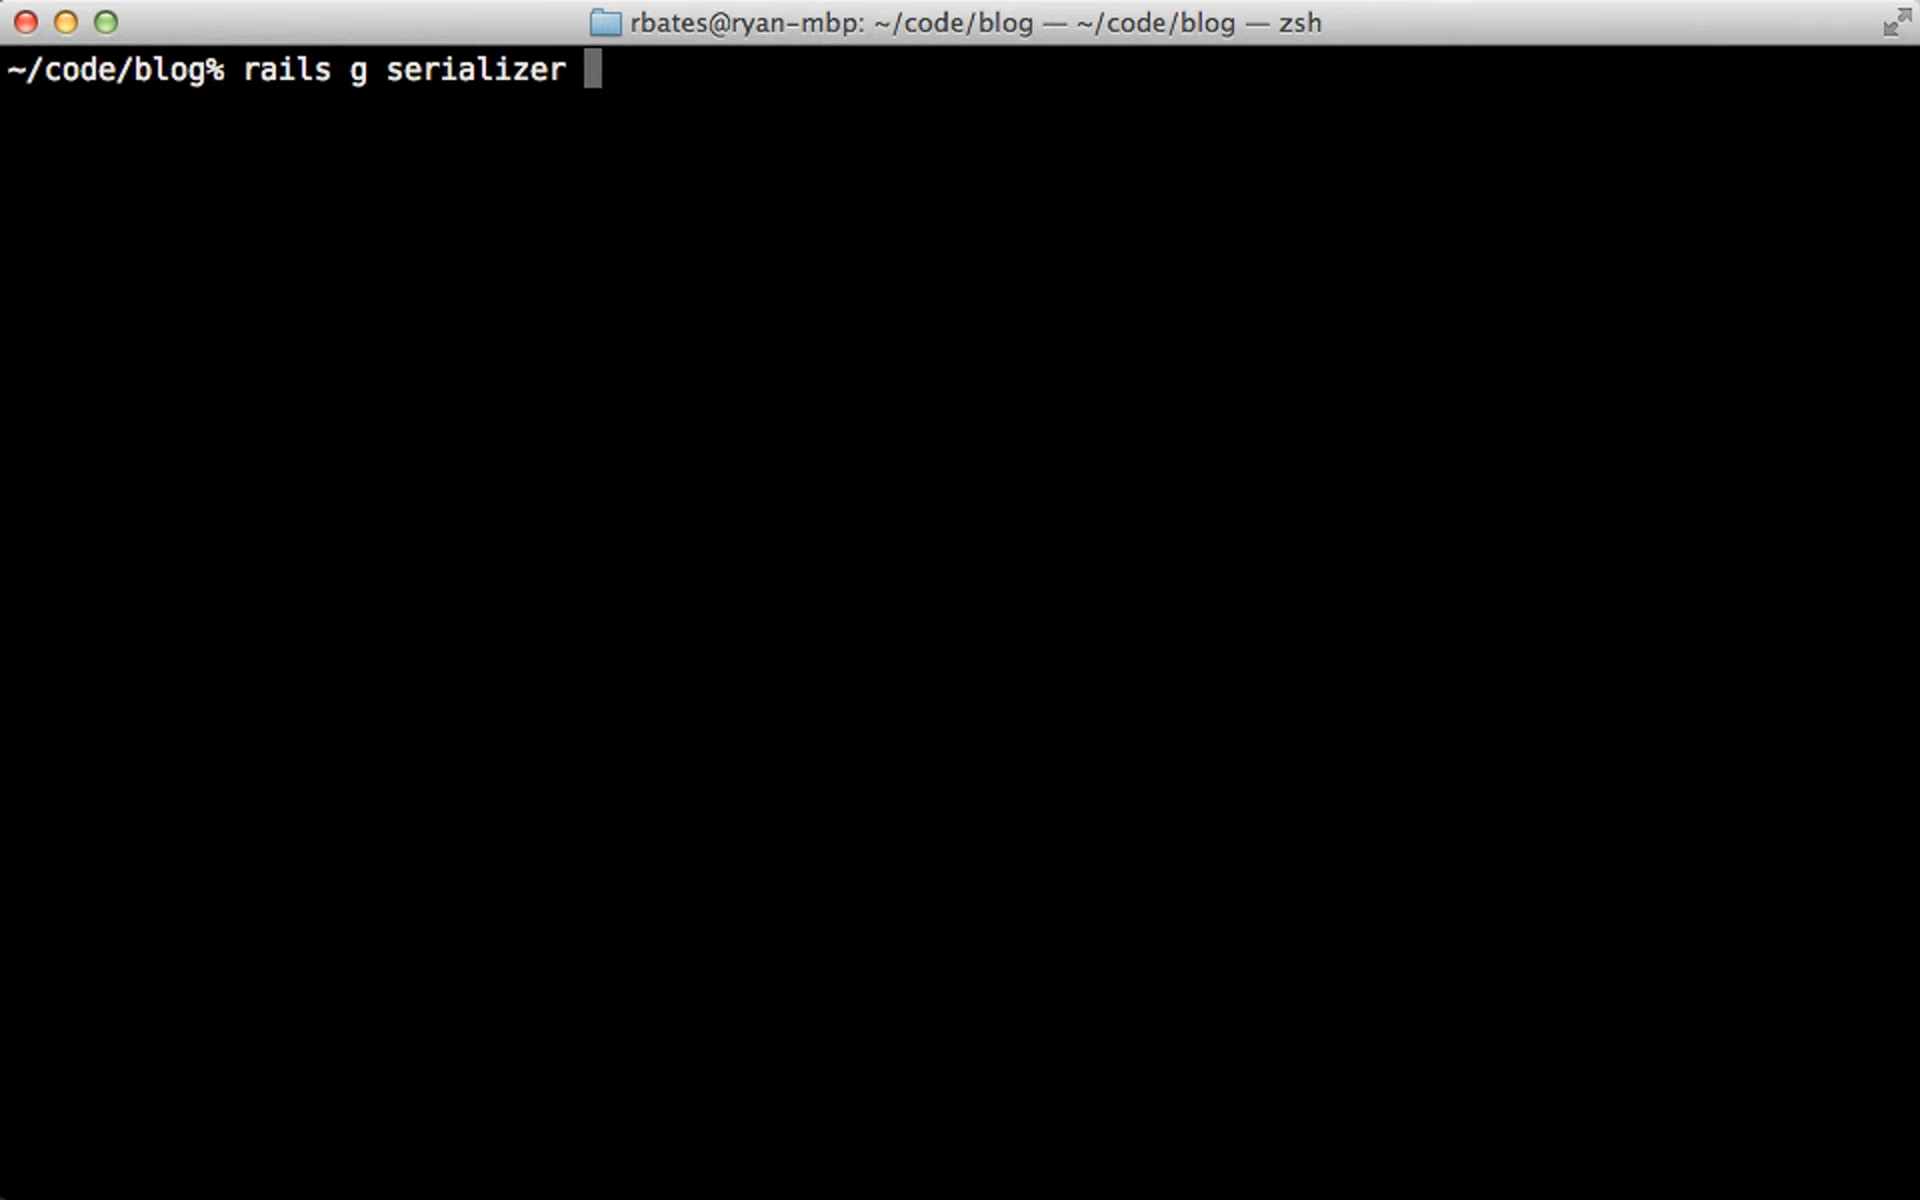 rbates@ryan-mbp: ~/code/blog — ~/code/blog — zsh
~/code/blog% rails g serializer